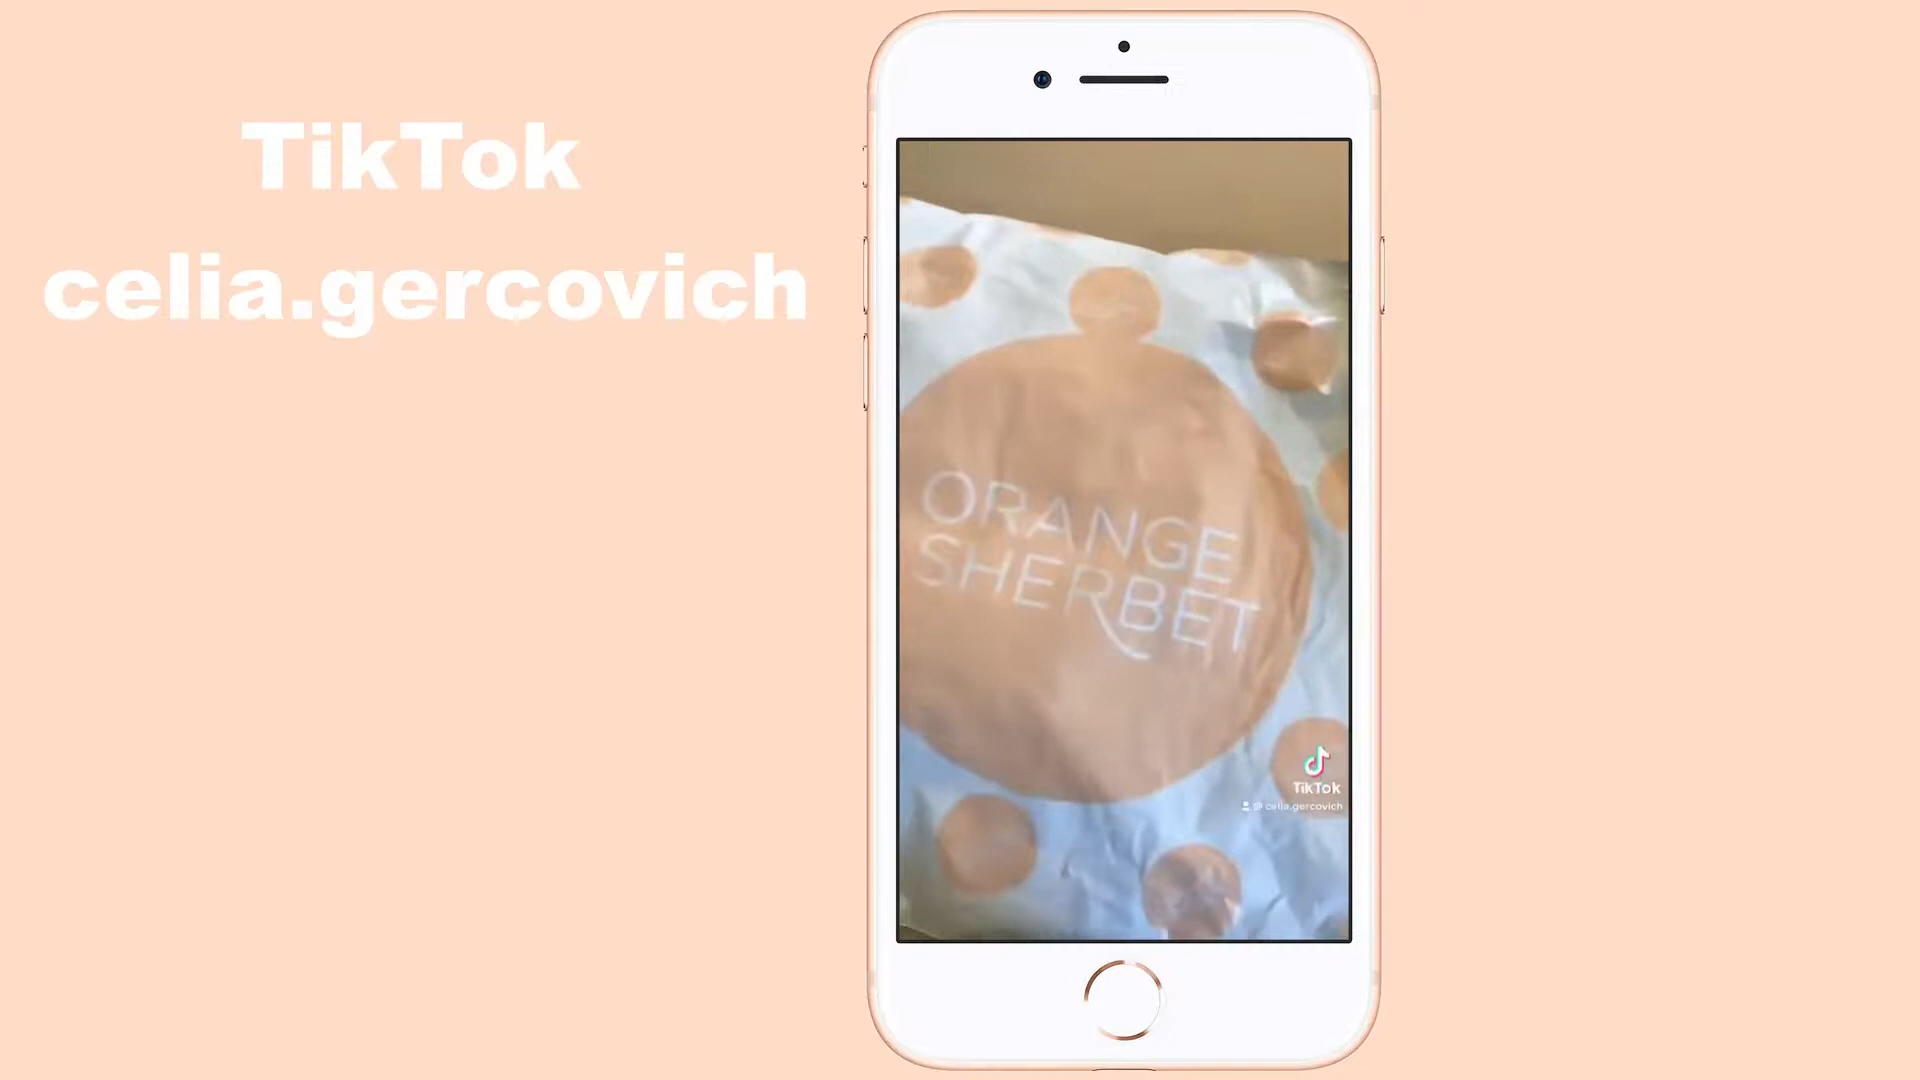 TikTok
celia.gercovich
ORANGE
SHERBET
TikTok
@ celia.gercovich